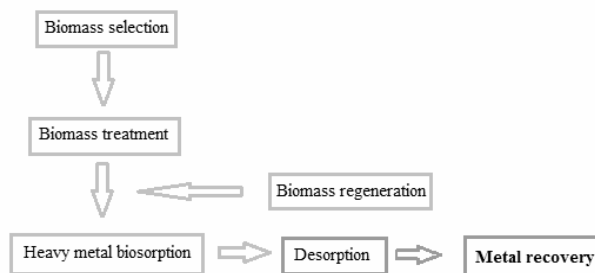 Biomass selection
Biomass treatment
Biomass regeneration
Heavy metal biosorption
Desorption
Metal recovery